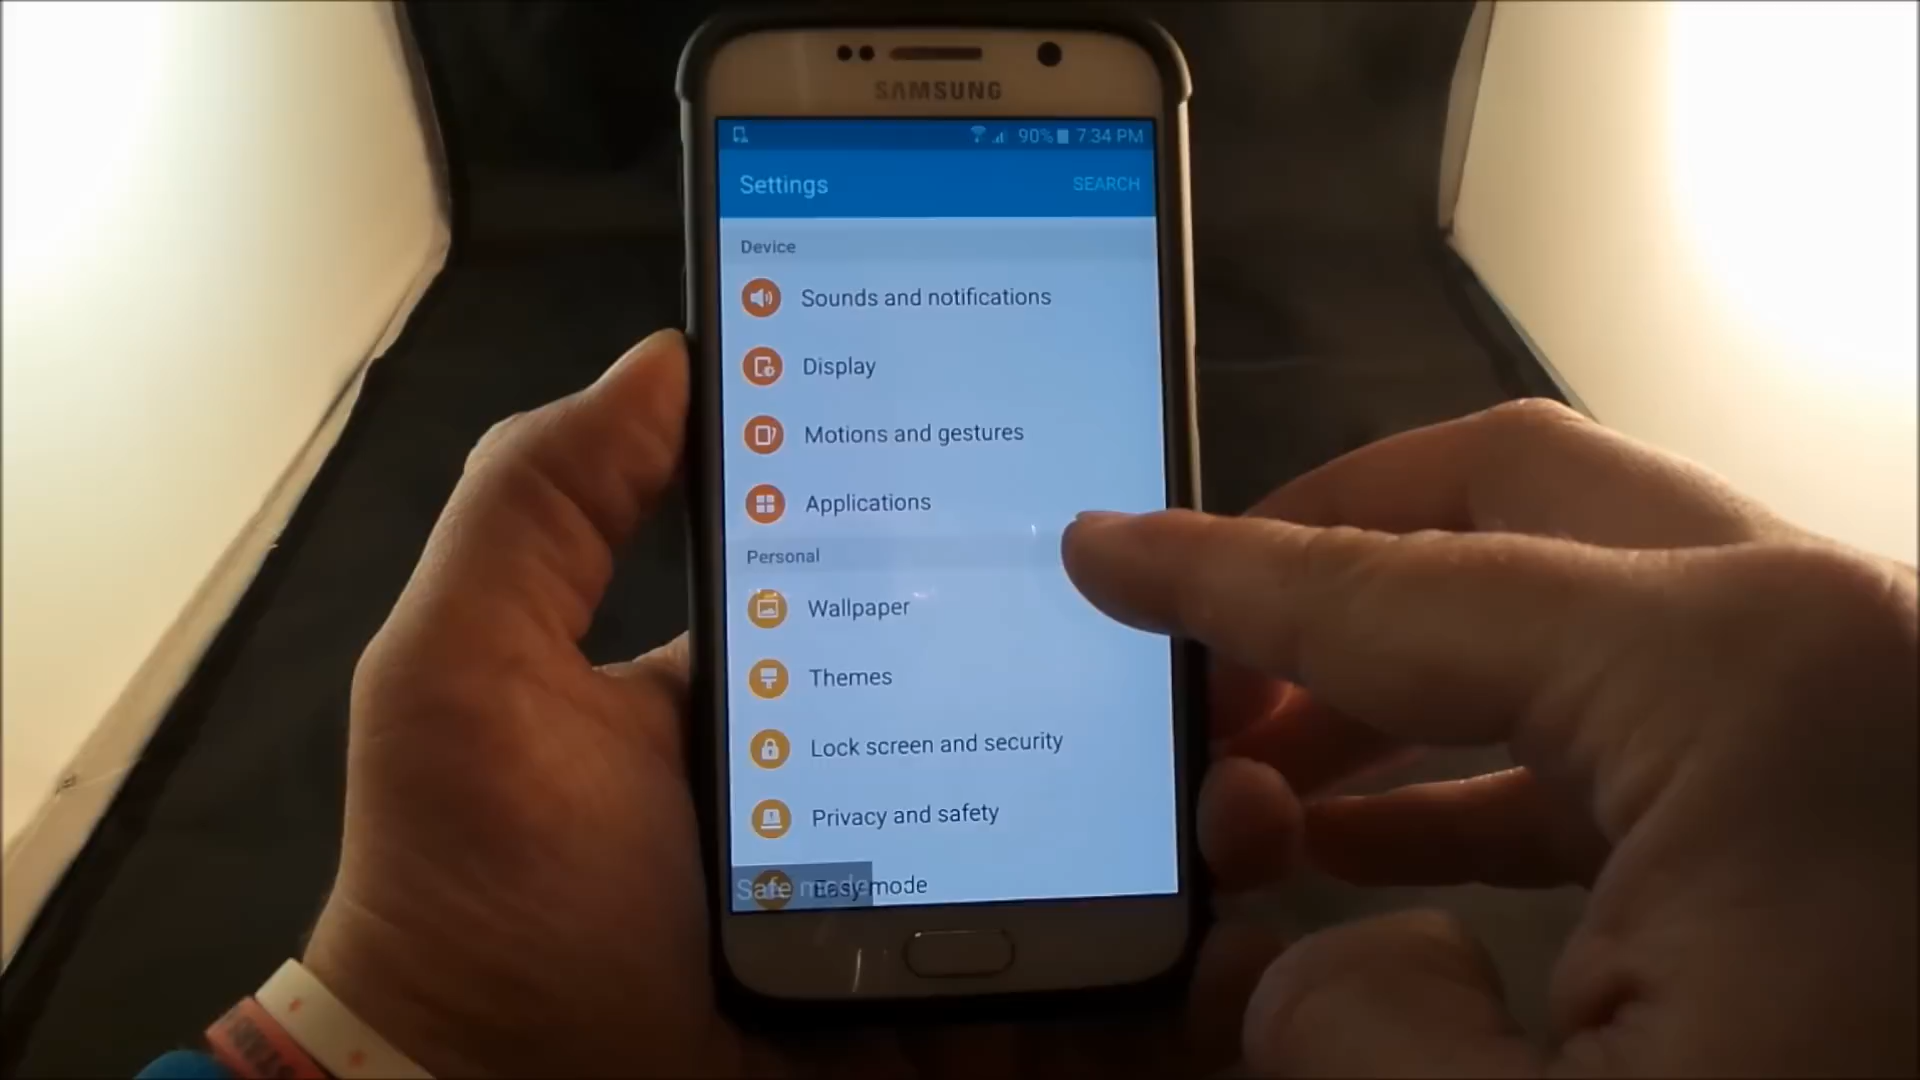 SAMSUNG
90% 7:34 PM
Settings SEARCH
Device
Sounds and notifications
Display
Motions and gestures
Applications
Personal
Wallpaper
Themes
Lock screen and security
Privacy and safety
Safe mode
Easy mode